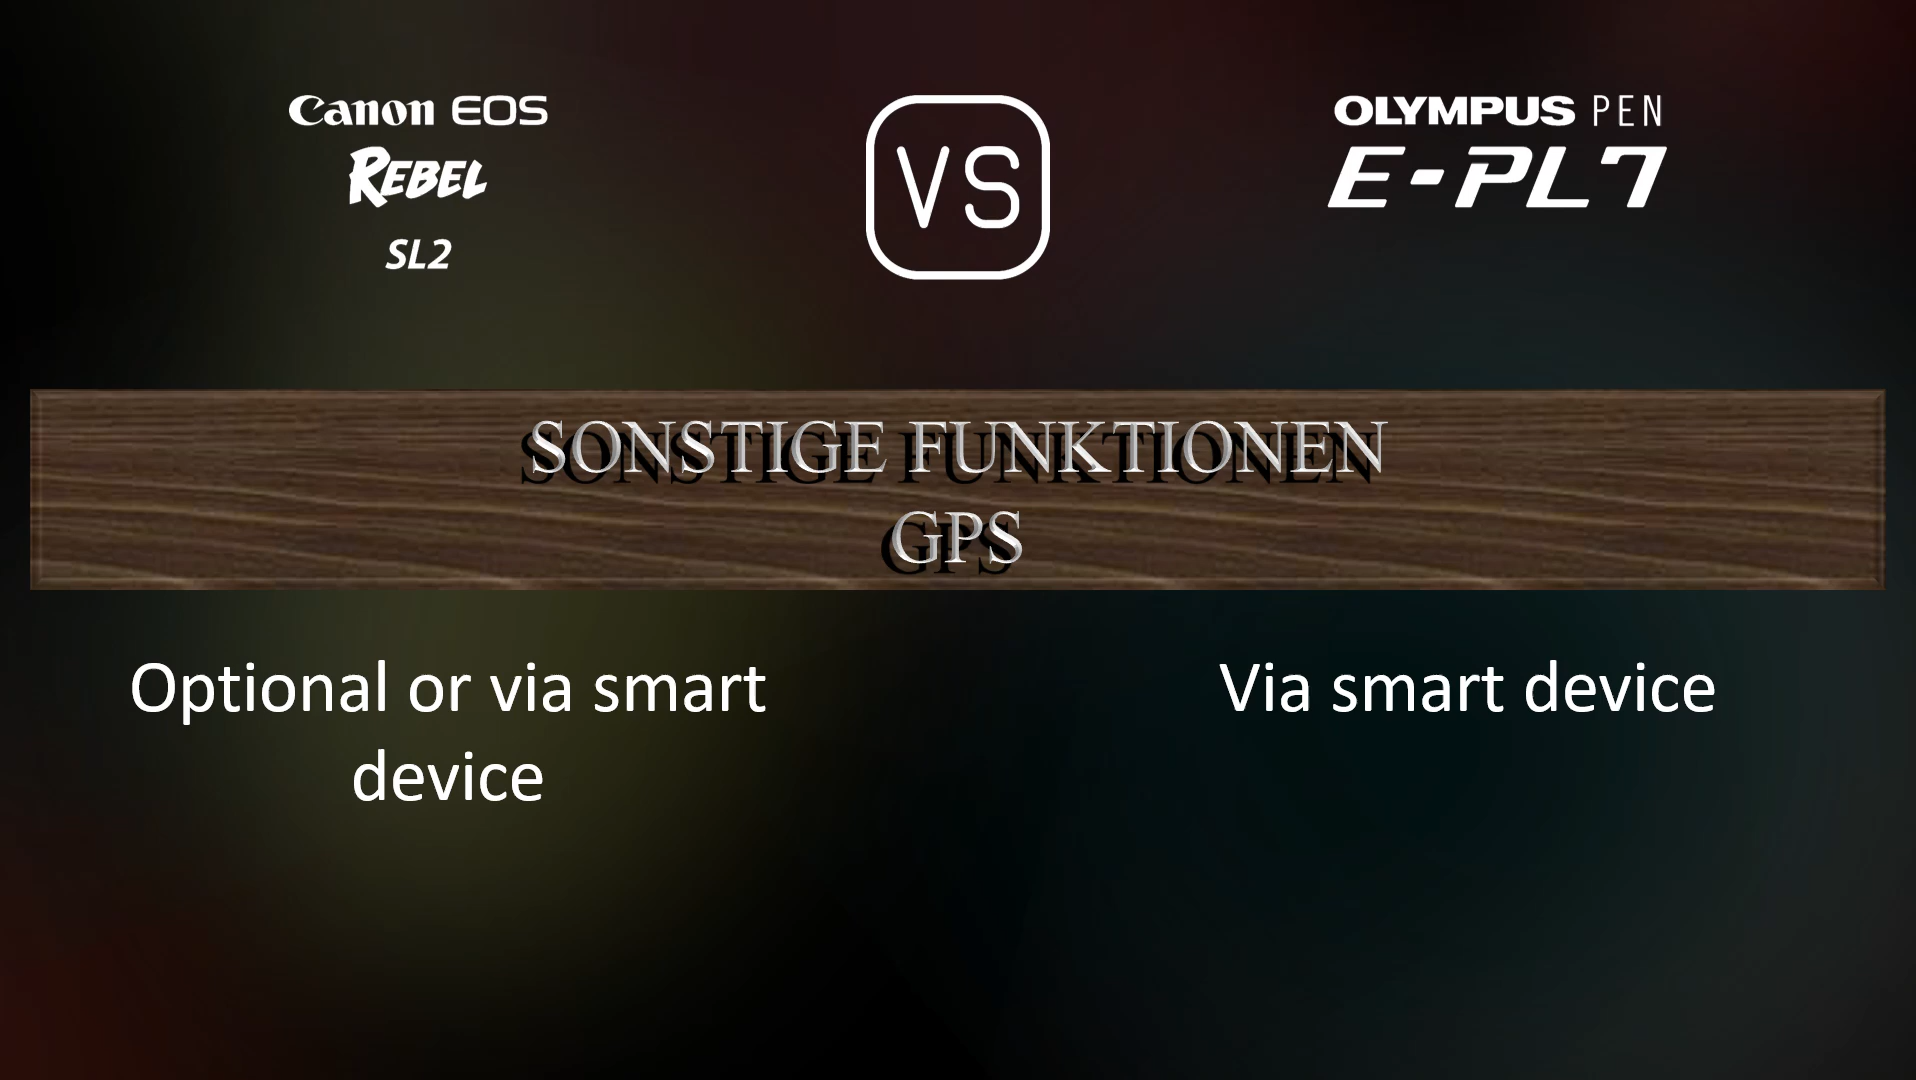 Canon EOS
REBEL
SL2
VS
OLYMPUS PEN
E-PL7
SONSTIGE FUNKTIONEN
GPS
Optional or via smart
device
Via smart device